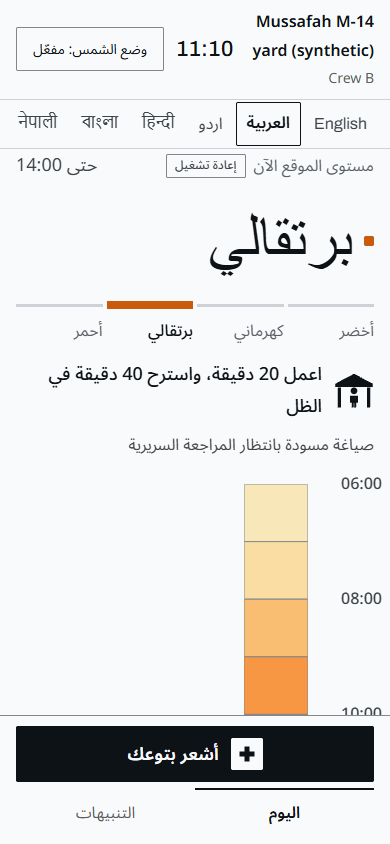 Mussafah M-14
yard (synthetic)
Crew B
11:10
وضع الشمس: مفعّل
English
العربية
اردو
हिन्दी
বাংলা
नेपाली
مستوى الموقع الآن
إعادة تشغيل
حتى 14:00
برتقالي
أخضر
كهرماني
برتقالي
أحمر
اعمل 20 دقيقة، واسترح 40 دقيقة في
الظل
صياغة مسودة بانتظار المراجعة السريرية
06:00
08:00
10:00
أشعر بتوعك
اليوم
التنبيهات